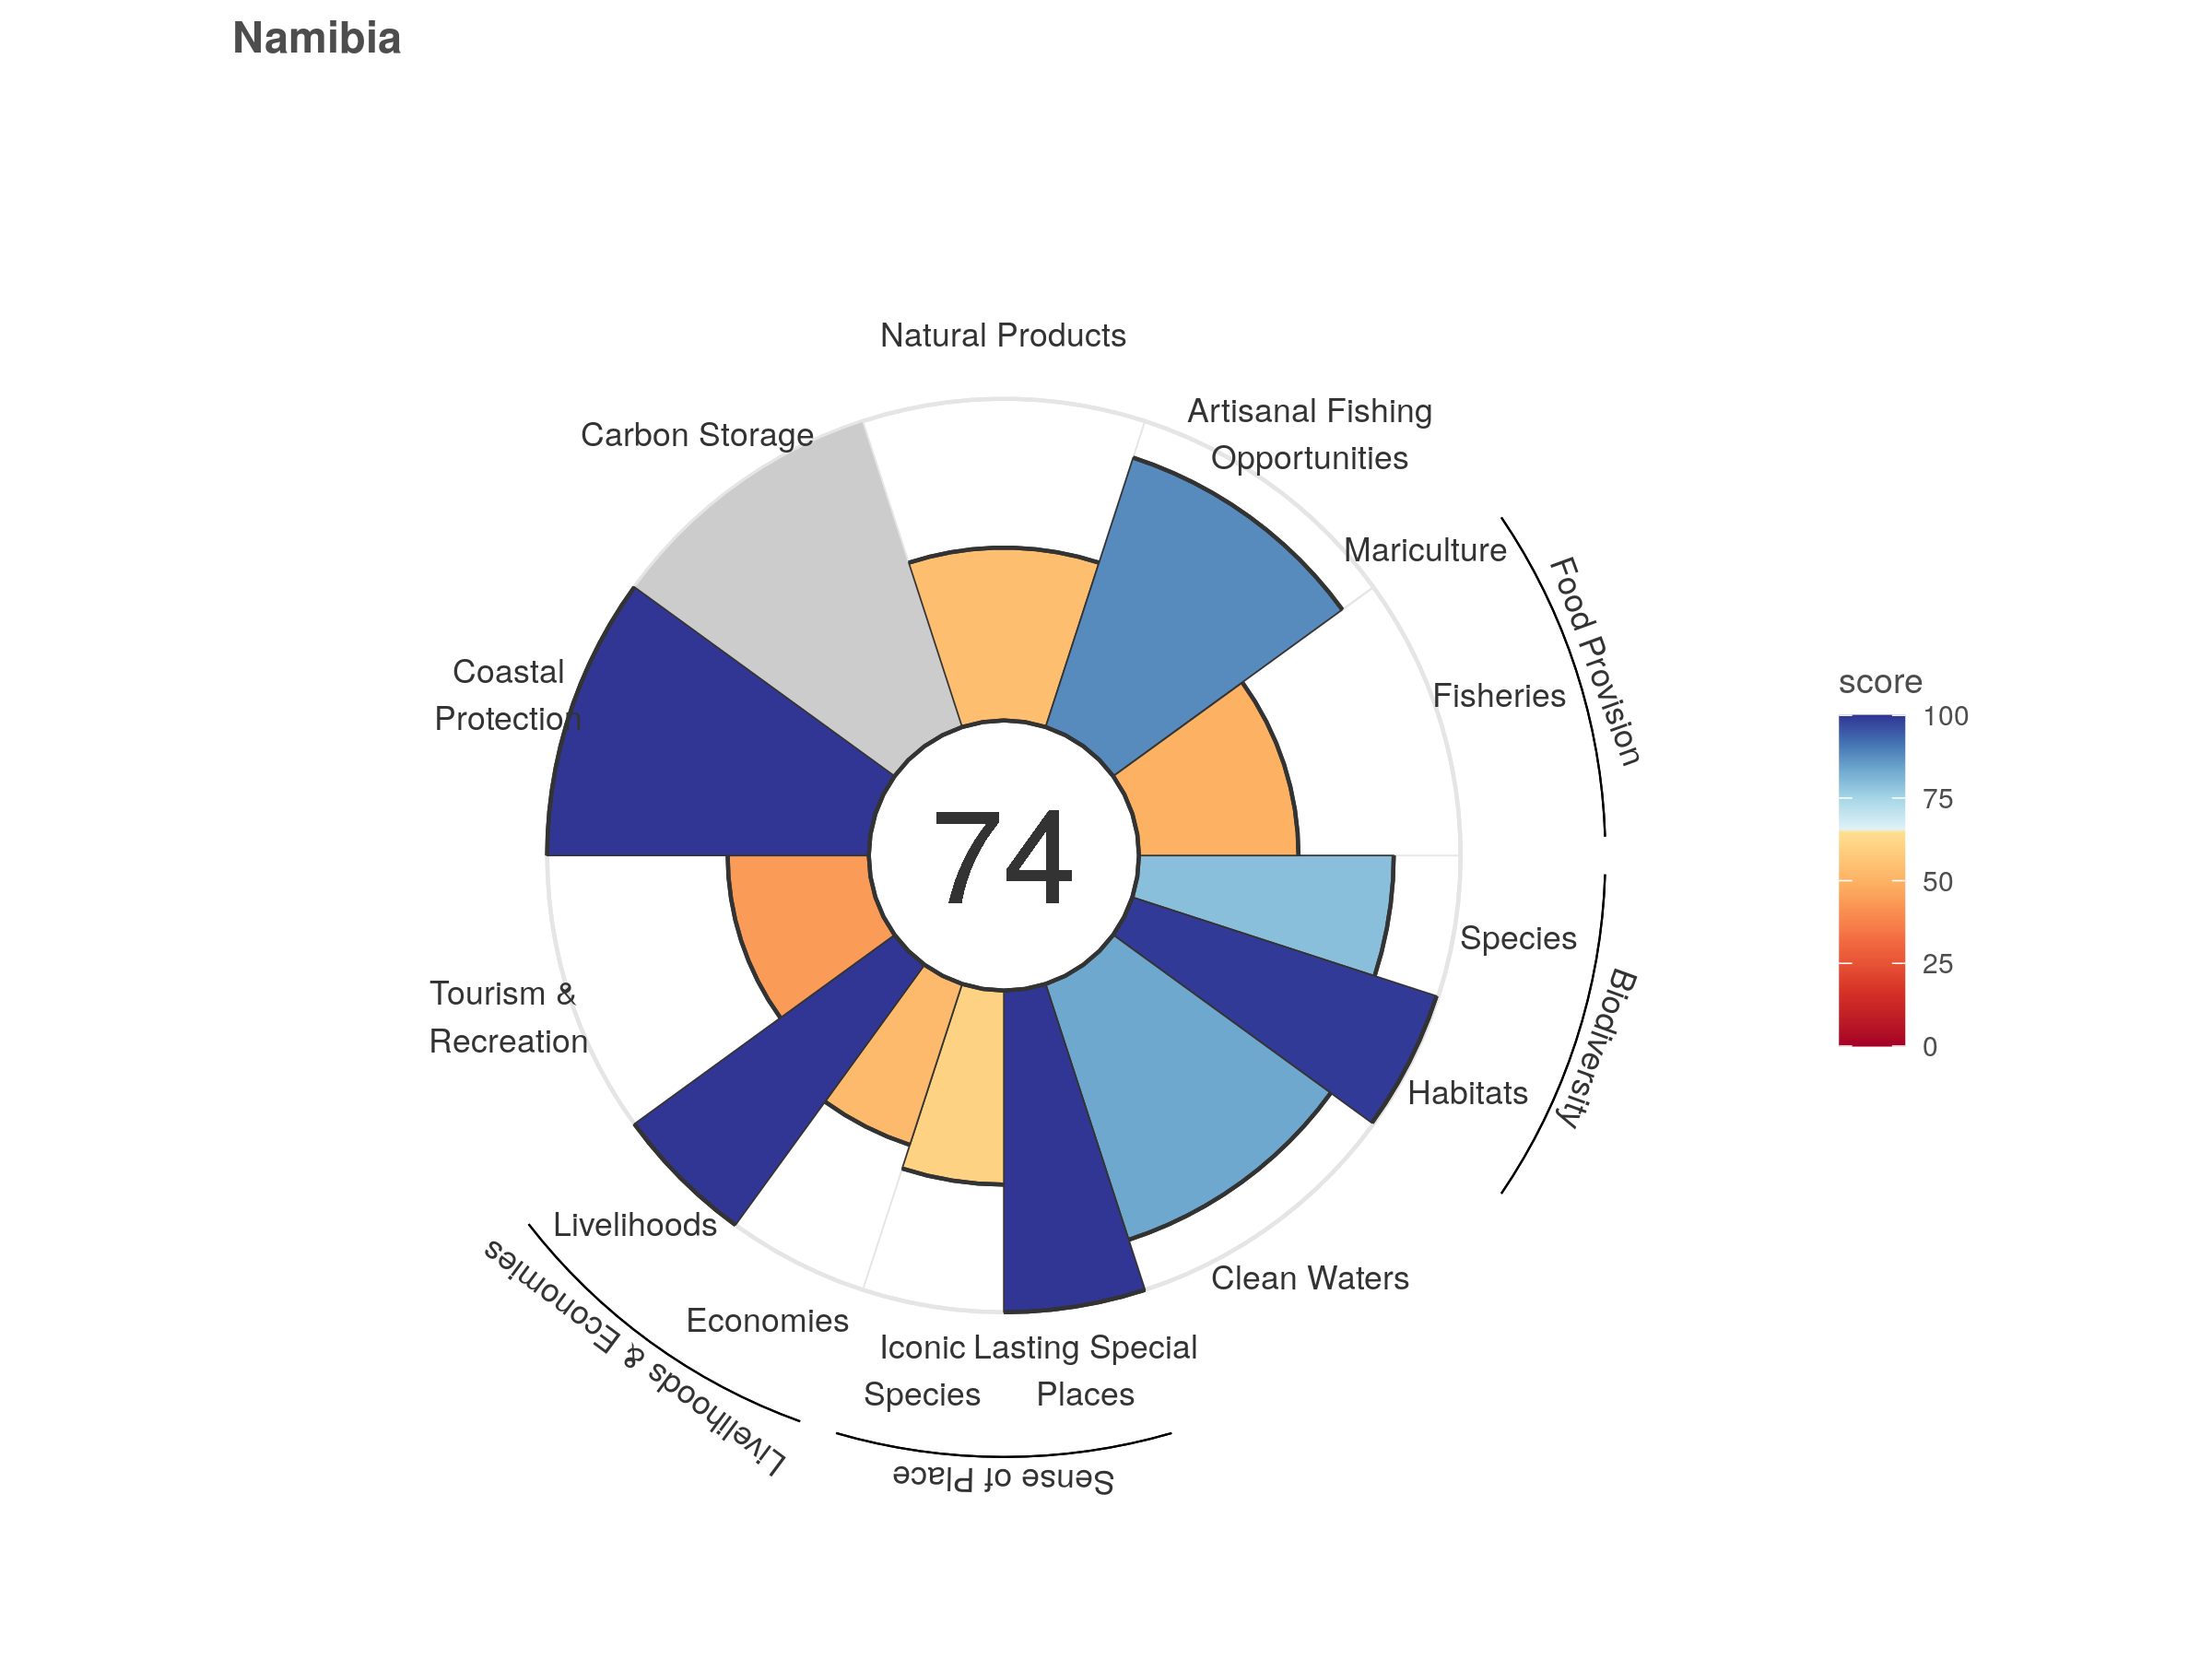 Namibia
Natural Products
Artisanal Fishing
Opportunities
Carbon Storage
Mariculture
Food Provision
Fisheries
Coastal
Protection
74
score
100
75
50
25
0
Species
Biodiversity
Habitats
Tourism &
Recreation
Livelihoods
Clean Waters
Economies
Iconic
Species
Lasting Special
Places
Livelihoods & Economies
Sense of Place